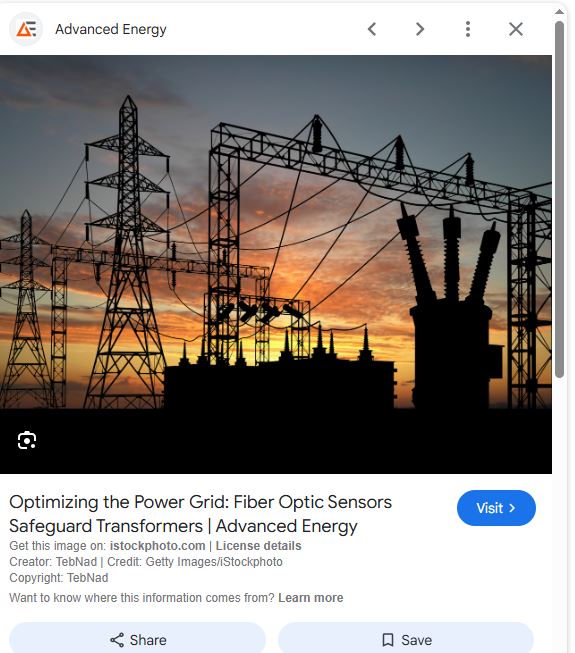 Advanced Energy
Optimizing the Power Grid: Fiber Optic Sensors
Safeguard Transformers | Advanced Energy
Visit
Get this image on: istockphoto.com | License details
Creator: TebNad | Credit: Getty Images/iStockphoto
Copyright: TebNad
Want to know where this information comes from? Learn more
Share
Save